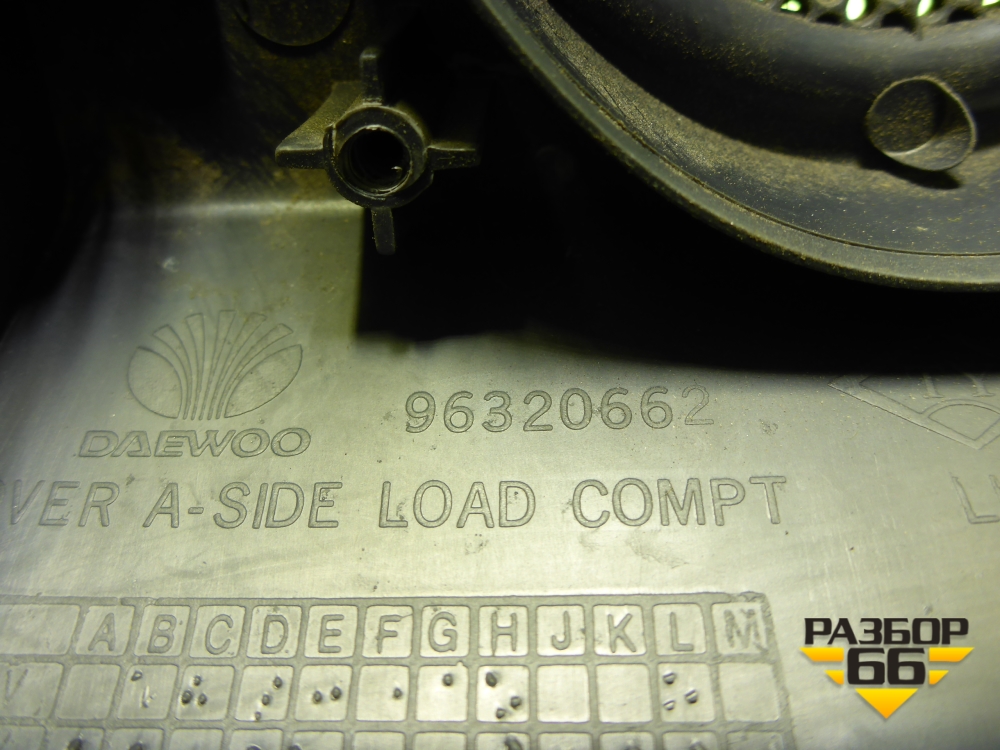 DAEWOO
96320662
VER A-SIDE LOAD COMPT
A B C D E F G H J K L M
РАЗБОР
66